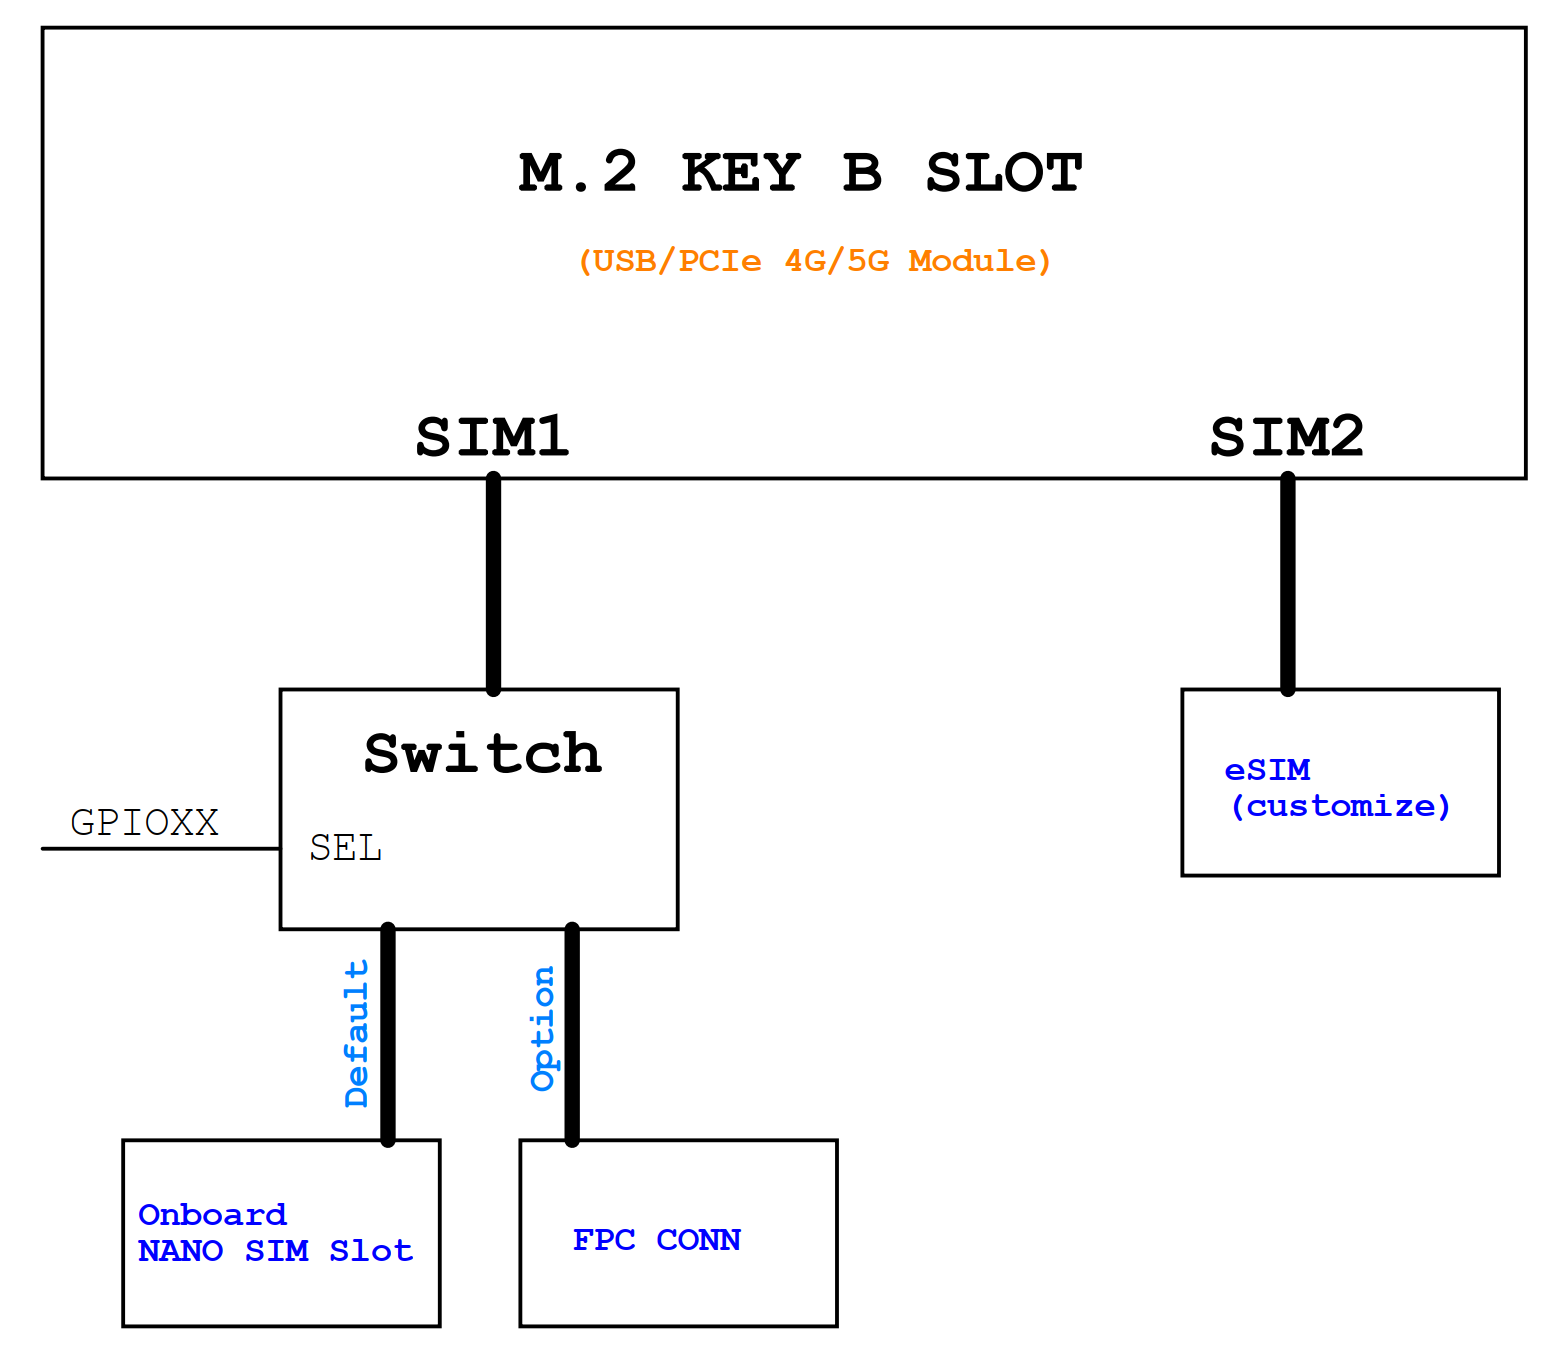 M.2 KEY B SLOT
(USB/PCIe 4G/5G Module)
SIM1
SIM2
Switch
GPIOXX
SEL
eSIM
(customize)
Default
Option
Onboard
NANO SIM Slot
FPC CONN